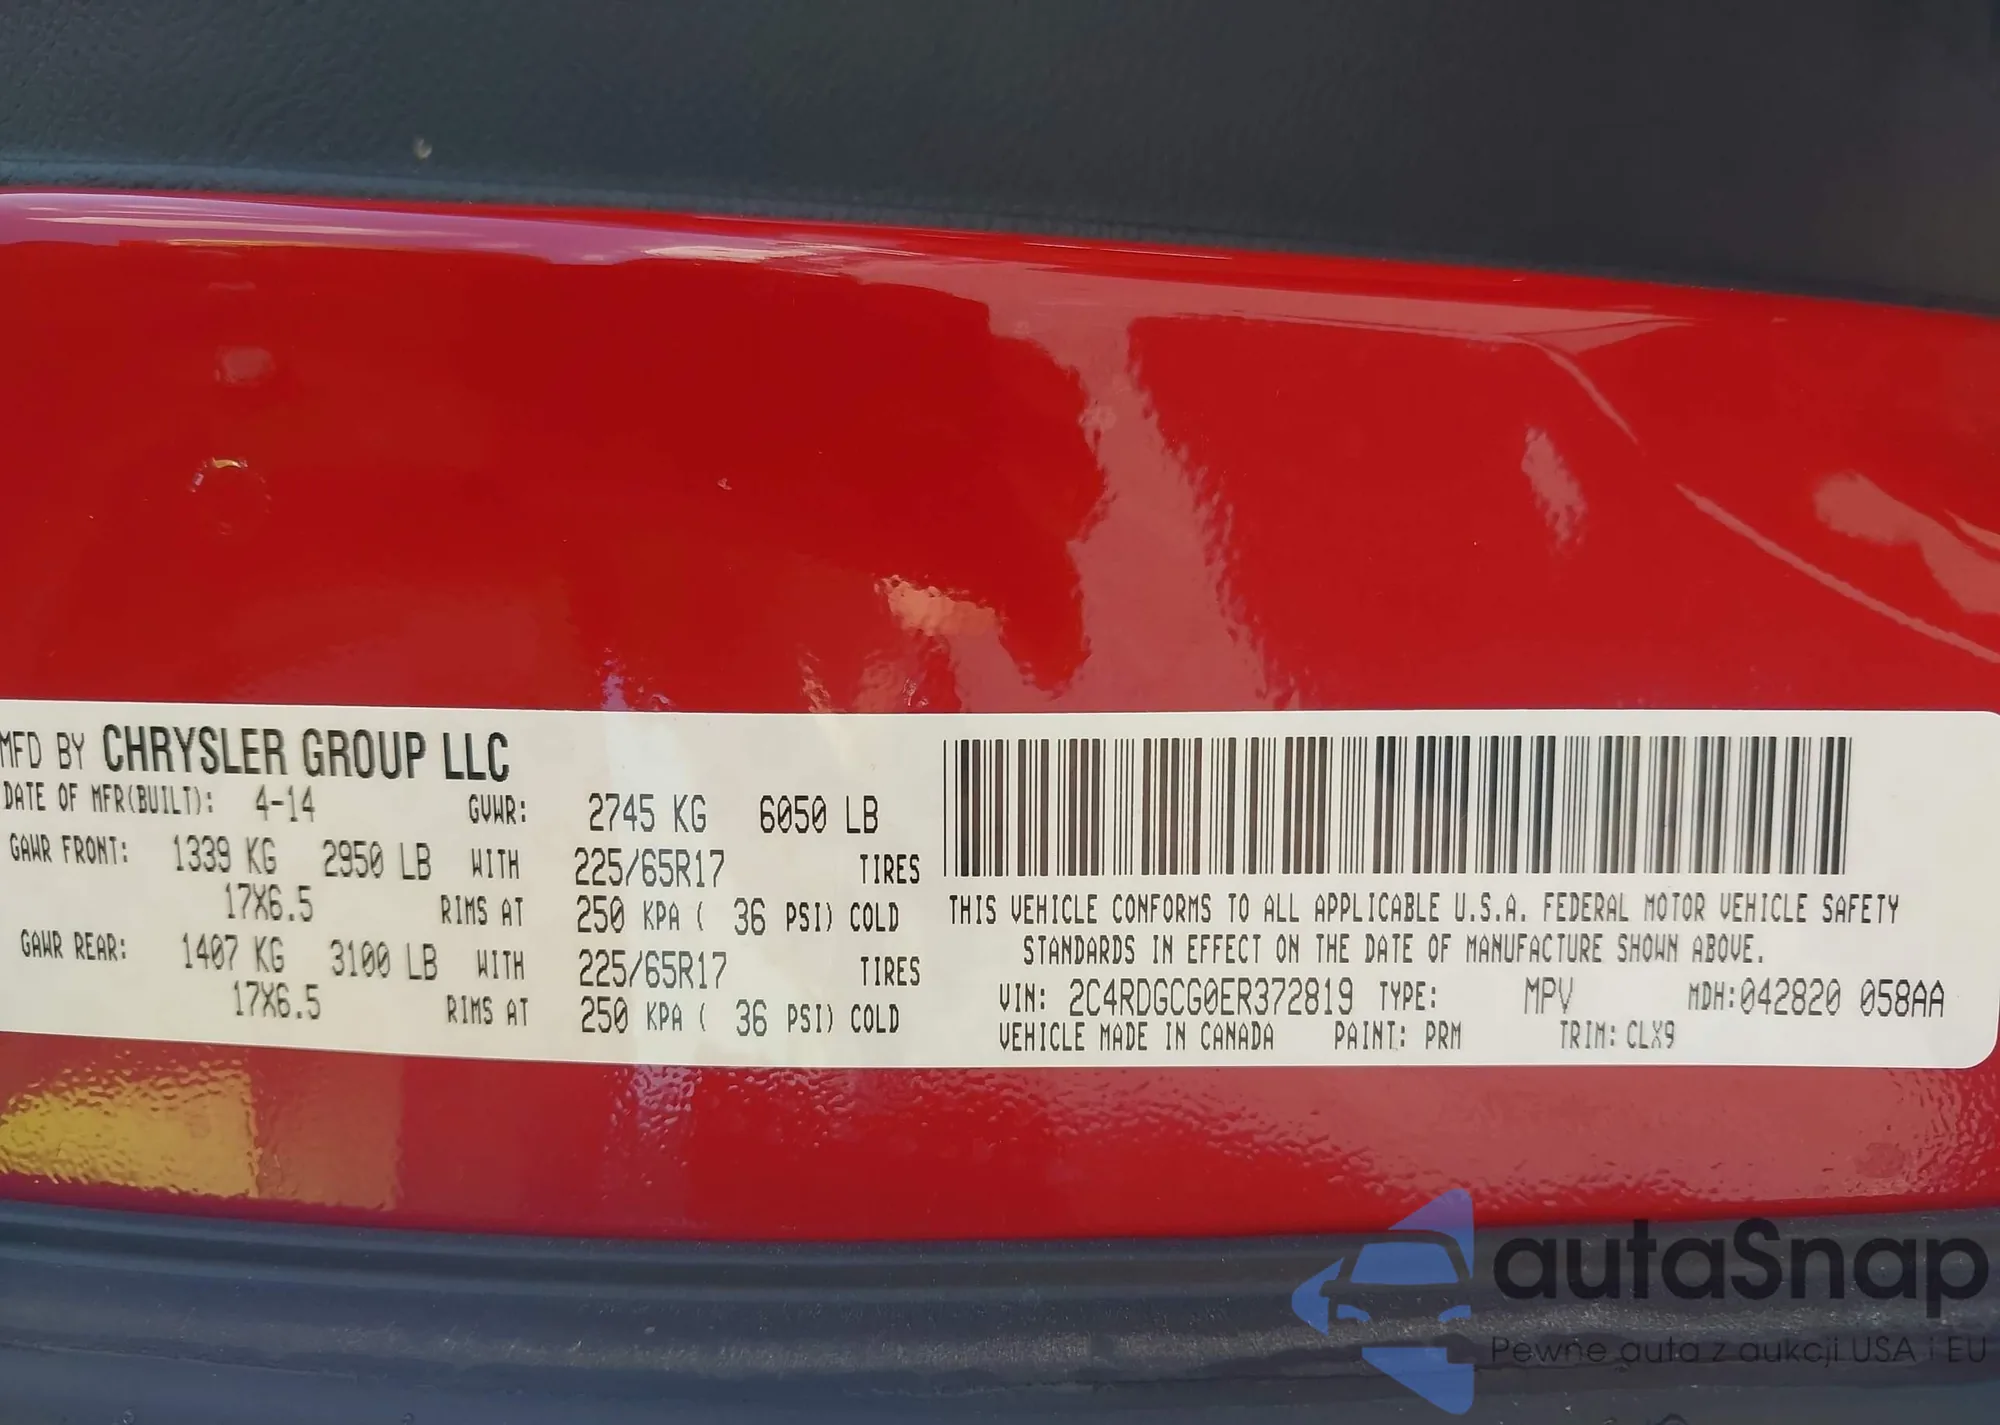 MFD BY CHRYSLER GROUP LLC
DATE OF MFR(BUILT): 4-14 GVWR: 2745 KG 6050 LB
GAWR FRONT: 1339 KG 2950 LB WITH 225/65R17 TIRES
17X6.5 RIMS AT 250 KPA ( 36 PSI) COLD
GAWR REAR: 1407 KG 3100 LB WITH 225/65R17 TIRES
17X6.5 RIMS AT 250 KPA ( 36 PSI) COLD
THIS VEHICLE CONFORMS TO ALL APPLICABLE U.S.A. FEDERAL MOTOR VEHICLE SAFETY
STANDARDS IN EFFECT ON THE DATE OF MANUFACTURE SHOWN ABOVE.
VIN: 2C4RDGCG0ER372819 TYPE: MPV MDH:042820 058AA
VEHICLE MADE IN CANADA PAINT: PRM TRIM: CLX9
autaSnap
Pewne auta z aukcji USA i EU